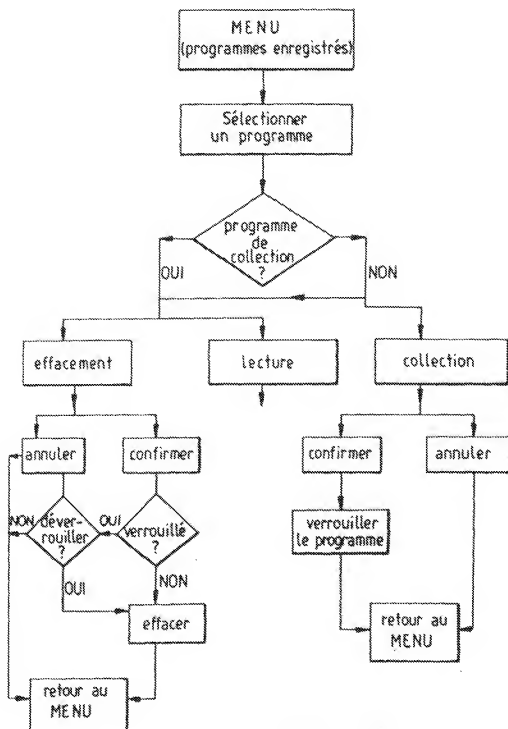 MENU
(programmes enregistrés)
Sélectionner
un programme
programme
de
collection
?
OUI
NON
effacement
lecture
collection
annuler
confirmer
confirmer
annuler
NON
déver-
rouiller
?
OUI
verrouillé
?
verrouiller
le programme
OUI
NON
effacer
retour au
MENU
retour au
MENU